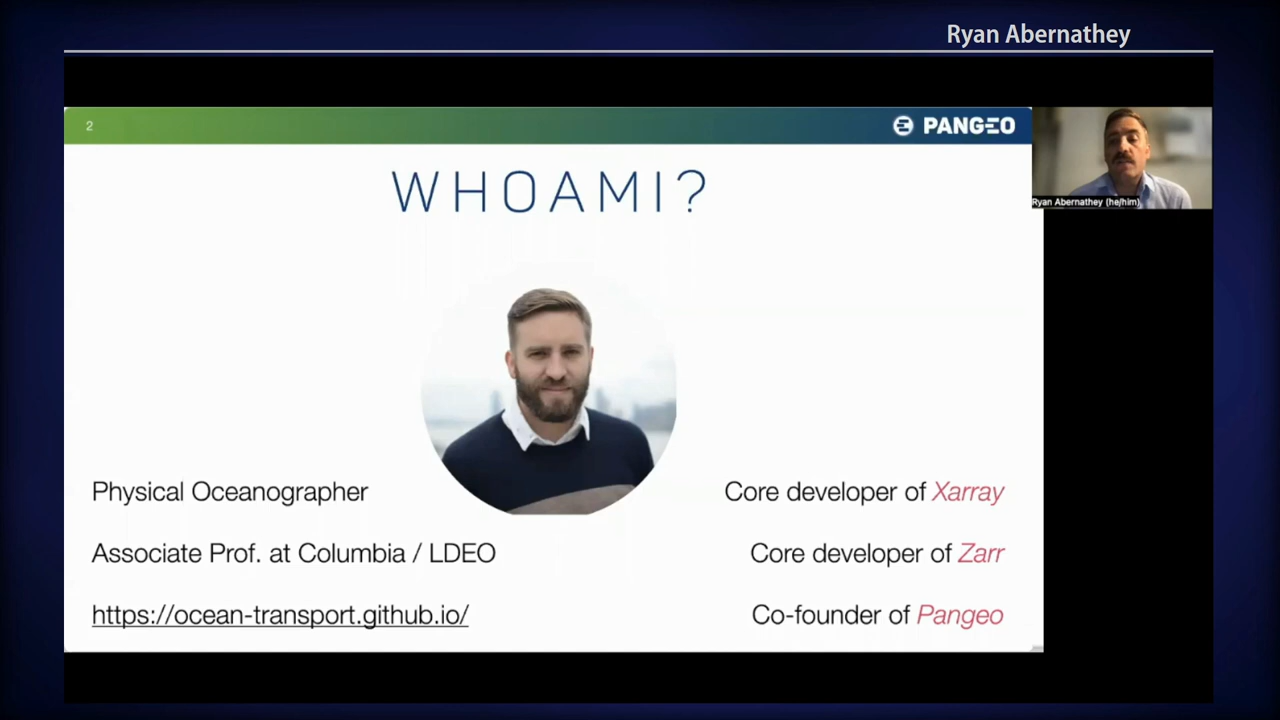 Ryan Abernathey
2
PANGEO
WHOAMI?
Ryan Abernathey (he/him)
Physical Oceanographer
Core developer of Xarray
Associate Prof. at Columbia / LDEO
Core developer of Zarr
https://ocean-transport.github.io/
Co-founder of Pangeo